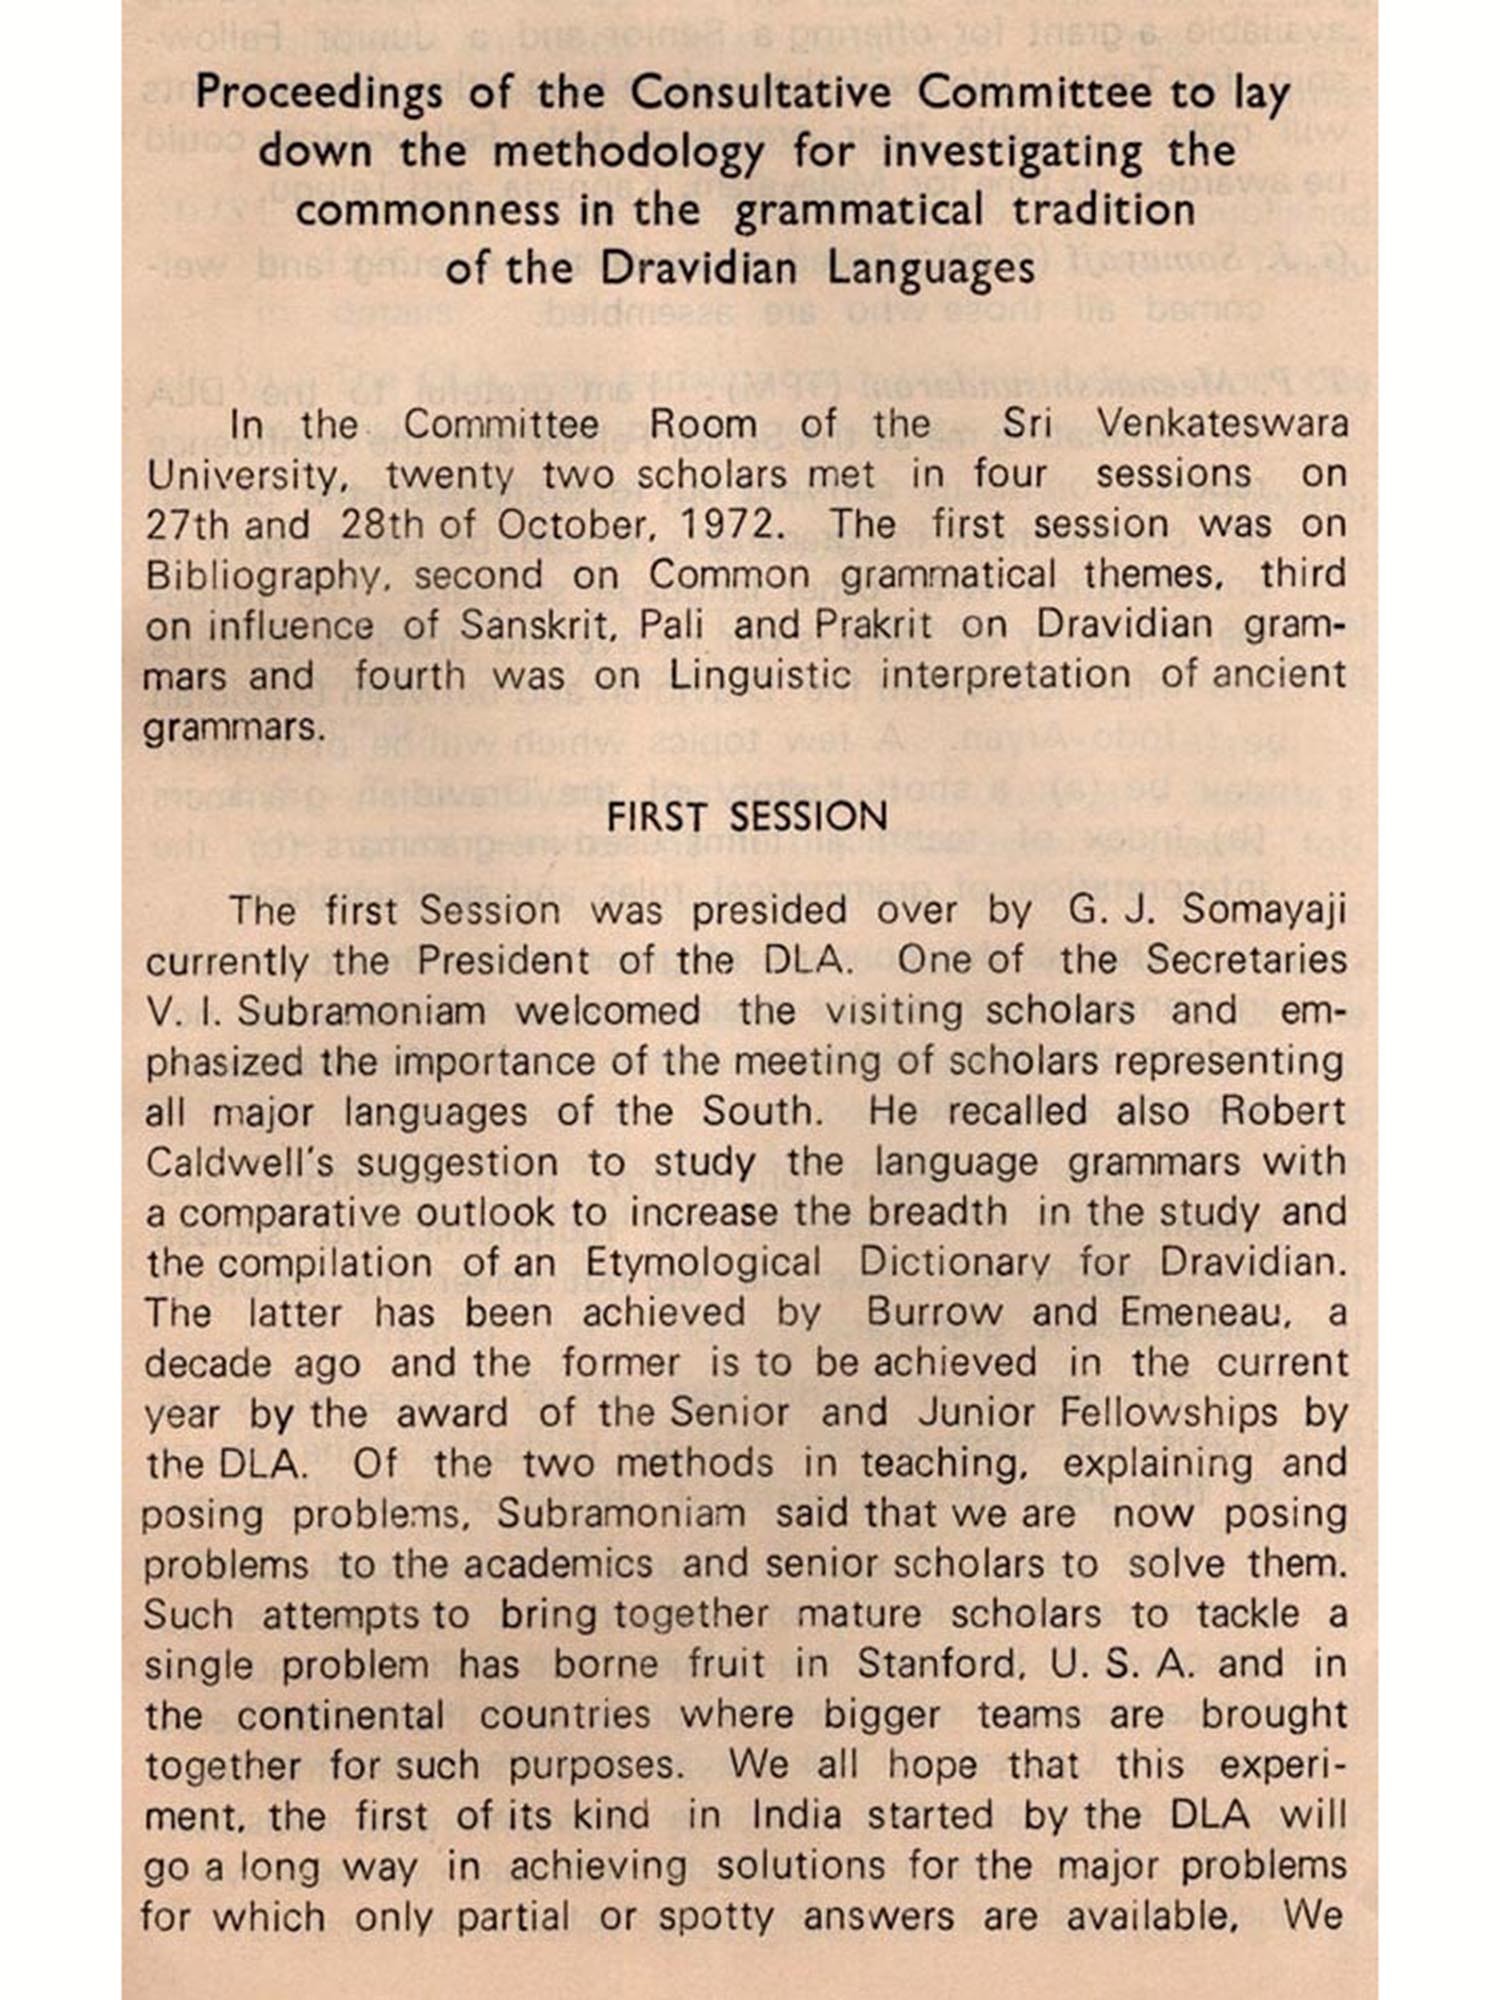 Proceedings of the Consultative Committee to lay
down the methodology for investigating the
commonness in the grammatical tradition
of the Dravidian Languages
In the Committee Room of the Sri Venkateswara
University, twenty two scholars met in four sessions on
27th and 28th of October, 1972. The first session was on
Bibliography, second on Common grammatical themes, third
on influence of Sanskrit, Pali and Prakrit on Dravidian gram-
mars and fourth was on Linguistic interpretation of ancient
grammars.
FIRST SESSION
The first Session was presided over by G. J. Somayaji
currently the President of the DLA. One of the Secretaries
V. I. Subramoniam welcomed the visiting scholars and em-
phasized the importance of the meeting of scholars representing
all major languages of the South. He recalled also Robert
Caldwell's suggestion to study the language grammars with
a comparative outlook to increase the breadth in the study and
the compilation of an Etymological Dictionary for Dravidian.
The latter has been achieved by Burrow and Emeneau, a
decade ago and the former is to be achieved in the current
year by the award of the Senior and Junior Fellowships by
the DLA. Of the two methods in teaching, explaining and
posing problems, Subramoniam said that we are now posing
problems to the academics and senior scholars to solve them.
Such attempts to bring together mature scholars to tackle a
single problem has borne fruit in Stanford, U. S. A. and in
the continental countries where bigger teams are brought
together for such purposes. We all hope that this experi-
ment, the first of its kind in India started by the DLA will
go a long way in achieving solutions for the major problems
for which only partial or spotty answers are available, We